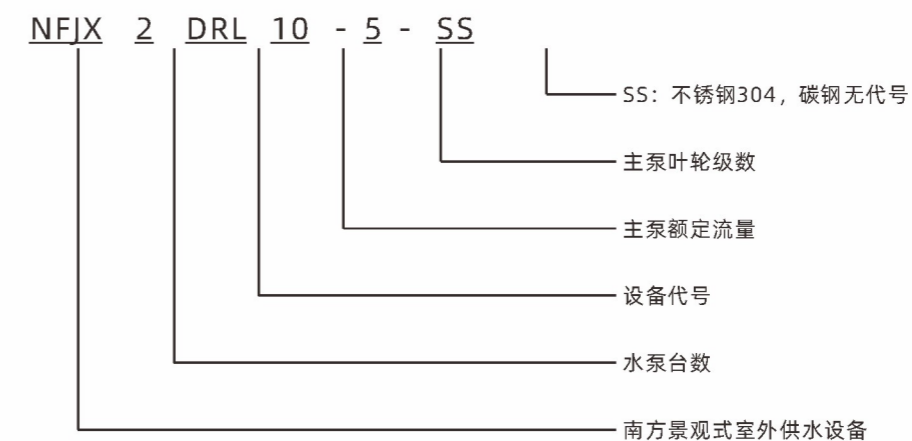 NFJX 2 DRL 10 - 5 - SS
SS：不锈钢304，碳钢无代号
主泵叶轮级数
主泵额定流量
设备代号
水泵台数
南方景观式室外供水设备